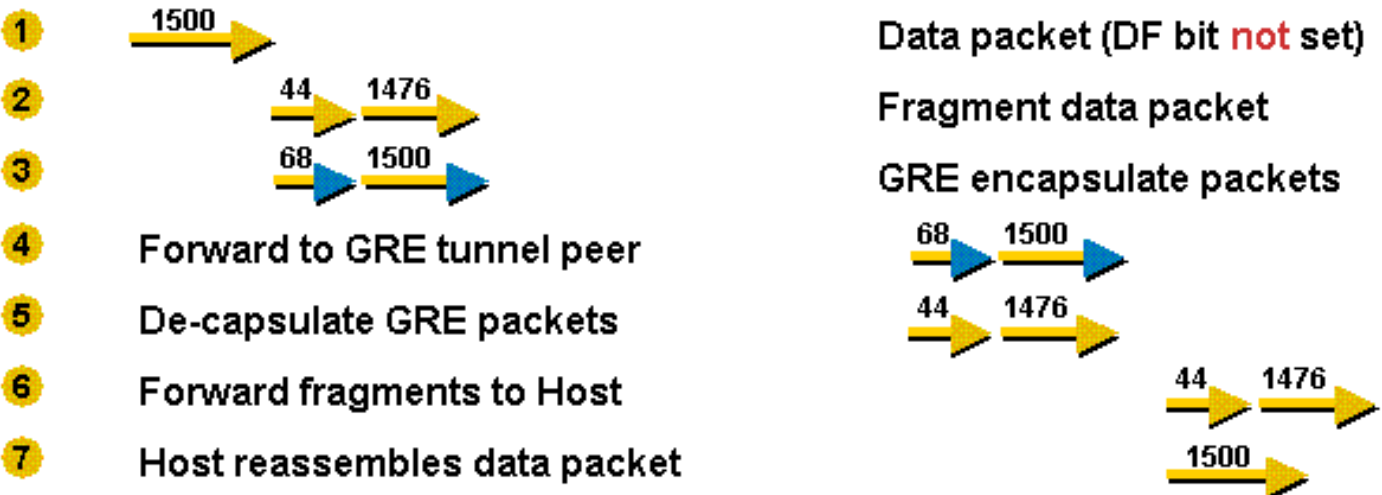 1 1500 Data packet (DF bit not set)
2 44 1476 Fragment data packet
3 68 1500 GRE encapsulate packets
4 Forward to GRE tunnel peer 68 1500
5 De-capsulate GRE packets 44 1476
6 Forward fragments to Host 44 1476
7 Host reassembles data packet 1500